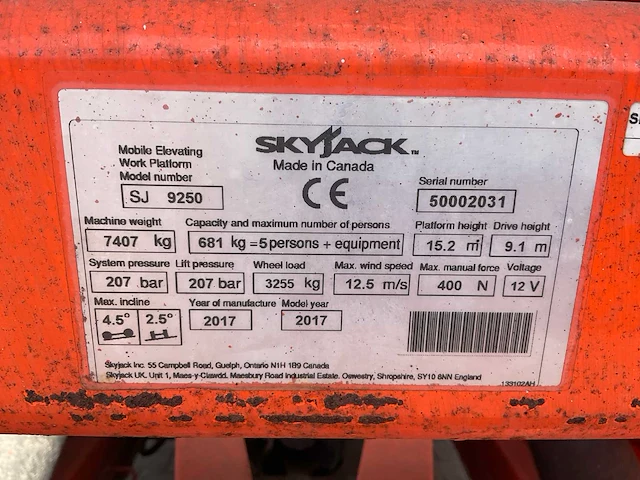 SKYJACK™
Made in Canada
CE
Mobile Elevating
Work Platform
Model number
SJ 9250
Serial number
50002031
Machine weight
7407 kg
Capacity and maximum number of persons
681 kg =5persons + equipment
Platform height
15.2 m
Drive height
9.1 m
System pressure
207 bar
Lift pressure
207 bar
Wheel load
3255 kg
Max. wind speed
12.5 m/s
Max. manual force
400 N
Voltage
12 V
Max. incline
4.5° 2.5°
Year of manufacture
2017
Model year
2017
Skyjack Inc. 55 Campbell Road, Guelph, Ontario N1H 1B9 Canada
Skyjack UK. Unit 1, Maes-y-Clawdd. Maesbury Road Industrial Estate. Oswestry, Shropshire, SY10 8NN England
133102AH